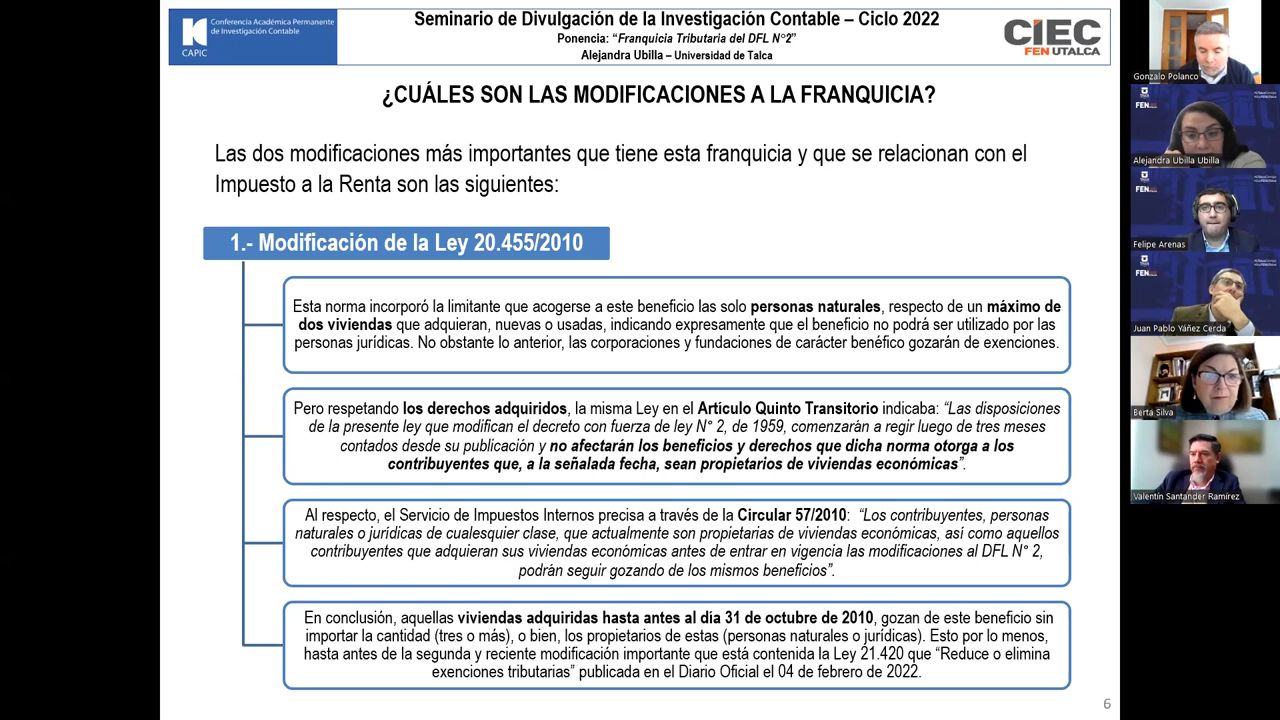 Conferencia Académica Permanente
de Investigación Contable
CAPIC
Seminario de Divulgación de la Investigación Contable – Ciclo 2022
Ponencia: “Franquicia Tributaria del DFL N°2”
Alejandra Ubilla – Universidad de Talca
CIEC
FEN UTALCA
¿CUÁLES SON LAS MODIFICACIONES A LA FRANQUICIA?
Las dos modificaciones más importantes que tiene esta franquicia y que se relacionan con el
Impuesto a la Renta son las siguientes:
1.- Modificación de la Ley 20.455/2010
Esta norma incorporó la limitante que acogerse a este beneficio las solo personas naturales, respecto de un máximo de
dos viviendas que adquieran, nuevas o usadas, indicando expresamente que el beneficio no podrá ser utilizado por las
personas jurídicas. No obstante lo anterior, las corporaciones y fundaciones de carácter benéfico gozarán de exenciones.
Pero respetando los derechos adquiridos, la misma Ley en el Artículo Quinto Transitorio indicaba: “Las disposiciones
de la presente ley que modifican el decreto con fuerza de ley N° 2, de 1959, comenzarán a regir luego de tres meses
contados desde su publicación y no afectarán los beneficios y derechos que dicha norma otorga a los
contribuyentes que, a la señalada fecha, sean propietarios de viviendas económicas”.
Al respecto, el Servicio de Impuestos Internos precisa a través de la Circular 57/2010: “Los contribuyentes, personas
naturales o jurídicas de cualesquier clase, que actualmente son propietarias de viviendas económicas, así como aquellos
contribuyentes que adquieran sus viviendas económicas antes de entrar en vigencia las modificaciones al DFL N° 2,
podrán seguir gozando de los mismos beneficios”.
En conclusión, aquellas viviendas adquiridas hasta antes al día 31 de octubre de 2010, gozan de este beneficio sin
importar la cantidad (tres o más), o bien, los propietarios de estas (personas naturales o jurídicas). Esto por lo menos,
hasta antes de la segunda y reciente modificación importante que está contenida la Ley 21.420 que “Reduce o elimina
exenciones tributarias” publicada en el Diario Oficial el 04 de febrero de 2022.
6
Gonzalo Polanco
FEN
Alejandra Ubilla Ubilla
FEN
Felipe Arenas
FEN
Juan Pablo Yáñez Cerda
Berta Silva
Valentín Santander Ramírez